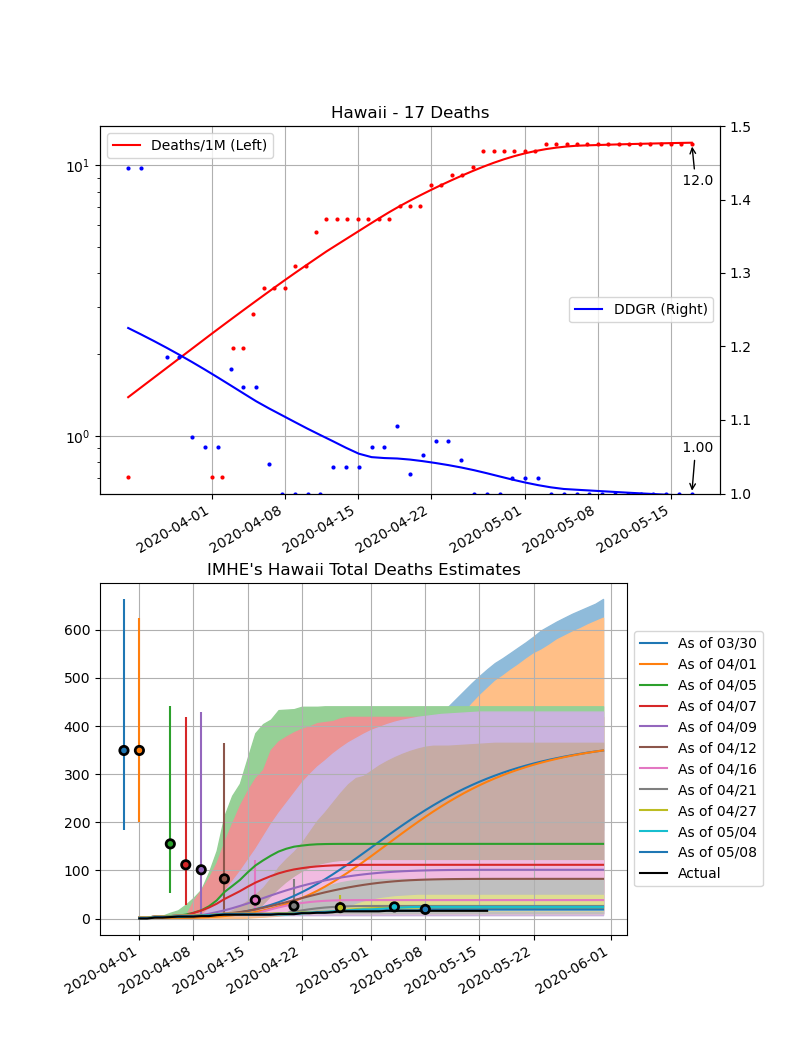 Hawaii - 17 Deaths
Deaths/1M (Left)
DDGR (Right)
12.0
1.00
10¹
10⁰
1.5
1.4
1.3
1.2
1.1
1.0
2020-04-01
2020-04-08
2020-04-15
2020-04-22
2020-05-01
2020-05-08
2020-05-15
IMHE's Hawaii Total Deaths Estimates
600
500
400
300
200
100
0
2020-04-01
2020-04-08
2020-04-15
2020-04-22
2020-05-01
2020-05-08
2020-05-15
2020-05-22
2020-06-01
As of 03/30
As of 04/01
As of 04/05
As of 04/07
As of 04/09
As of 04/12
As of 04/16
As of 04/21
As of 04/27
As of 05/04
As of 05/08
Actual